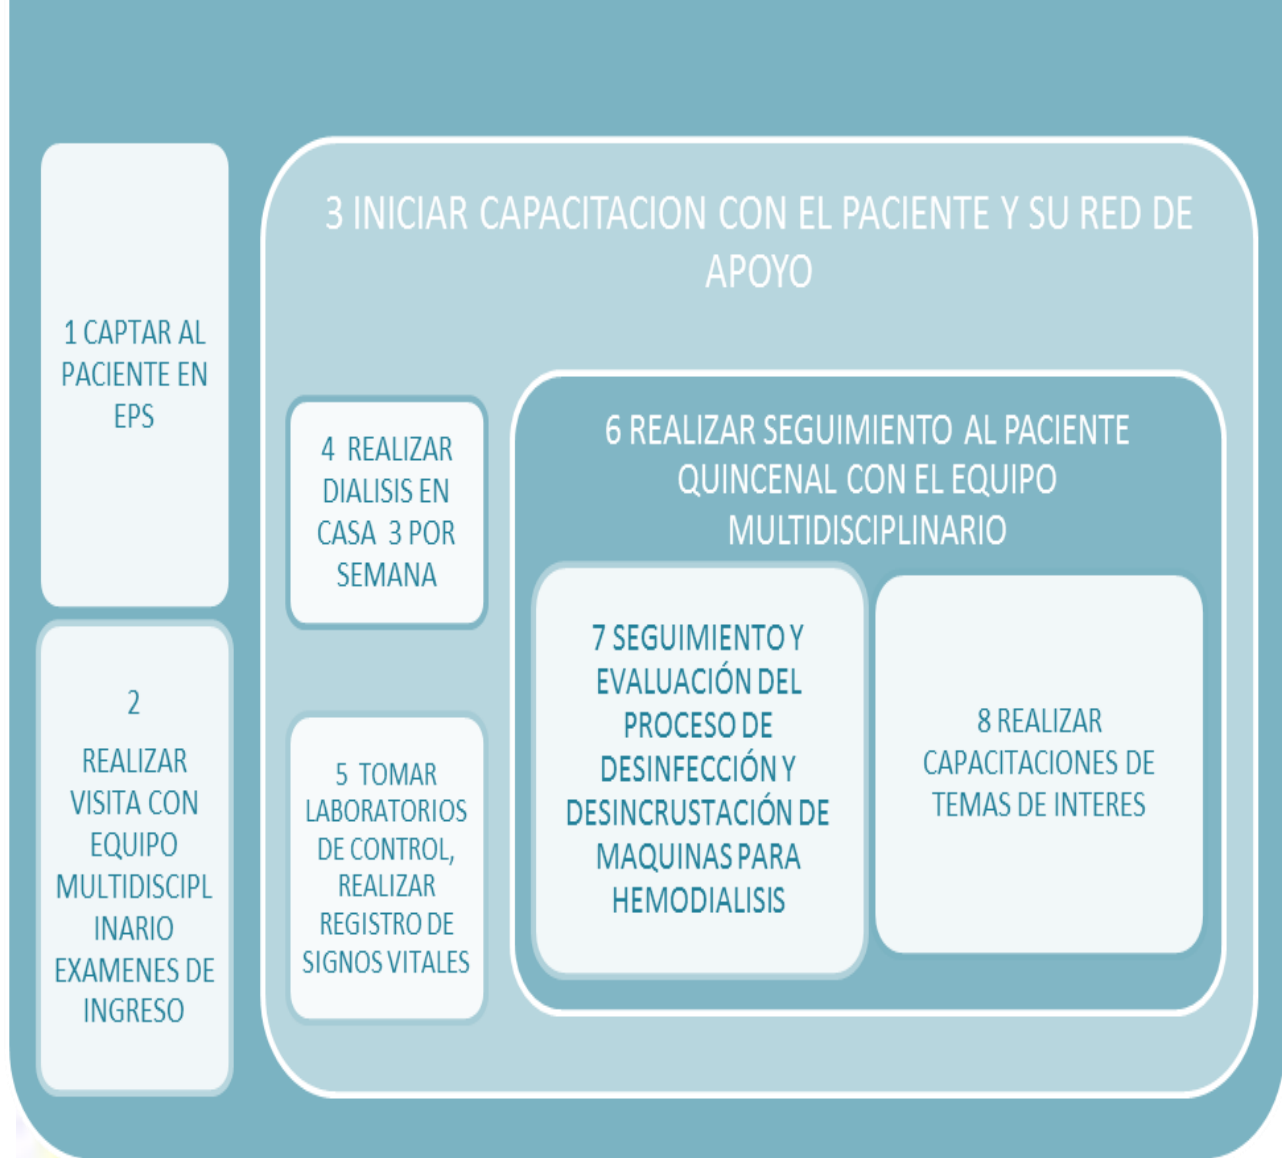 1 CAPTAR AL
PACIENTE EN
EPS
2
REALIZAR
VISITA CON
EQUIPO
MULTIDISCIPL
INARIO
EXAMENES DE
INGRESO
3 INICIAR CAPACITACION CON EL PACIENTE Y SU RED DE
APOYO
4 REALIZAR
DIALISIS EN
CASA 3 POR
SEMANA
5 TOMAR
LABORATORIOS
DE CONTROL,
REALIZAR
REGISTRO DE
SIGNOS VITALES
6 REALIZAR SEGUIMIENTO AL PACIENTE
QUINCENAL CON EL EQUIPO
MULTIDISCIPLINARIO
7 SEGUIMIENTO Y
EVALUACIÓN DEL
PROCESO DE
DESINFECCIÓN Y
DESINCRUSTACIÓN DE
MAQUINAS PARA
HEMODIALISIS
8 REALIZAR
CAPACITACIONES DE
TEMAS DE INTERES